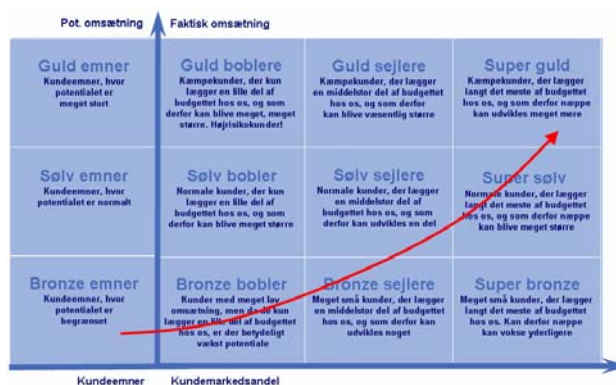 Pot. omsætning
Faktisk omsætning
Guld emner
Kundeemner, hvor
potentialet er
meget stort
Guld boblere
Kæmpekunder, der kun
lægger en lille del af
budgettet hos os, og som
derfor kan blive meget, meget
større. Højrisikokunder!
Guld sejlere
Kæmpekunder, der lægger
en middelstor del af
budgettet hos os, og som
derfor kan blive væsentlig større
Super guld
Kæmpekunder, der lægger
langt det meste af budgettet
hos os, og som derfor næppe
kan udvikles meget mere
Sølv emner
Kundeemner, hvor
potentialet er normalt
Sølv bobler
Normale kunder, der kun
lægger en lille del af
budgettet hos os, og som
derfor kan blive meget større
Sølv sejlere
Normale kunder, der lægger
en middelstor del af
budgettet hos os, og som
derfor kan udvikles en del
Super sølv
Normale kunder, der lægger
langt det meste af budgettet
hos os, og som derfor næppe
kan blive meget større
Bronze emner
Kundeemner, hvor
potentialet er
begrænset
Bronze bobler
Kunder med meget lav
omsætning, men da de kun
lægger en lille del af budgettet
hos os, er der betydeligt
vækst potentiale
Bronze sejlere
Meget små kunder, der lægger
en middelstor del af budgettet
hos os, og som derfor kan
udvikles noget
Super bronze
Meget små kunder, der lægger
langt det meste af budgettet
hos os. Kan derfor næppe
kan vokse yderligere
Kundeemner
Kundemarkedsandel